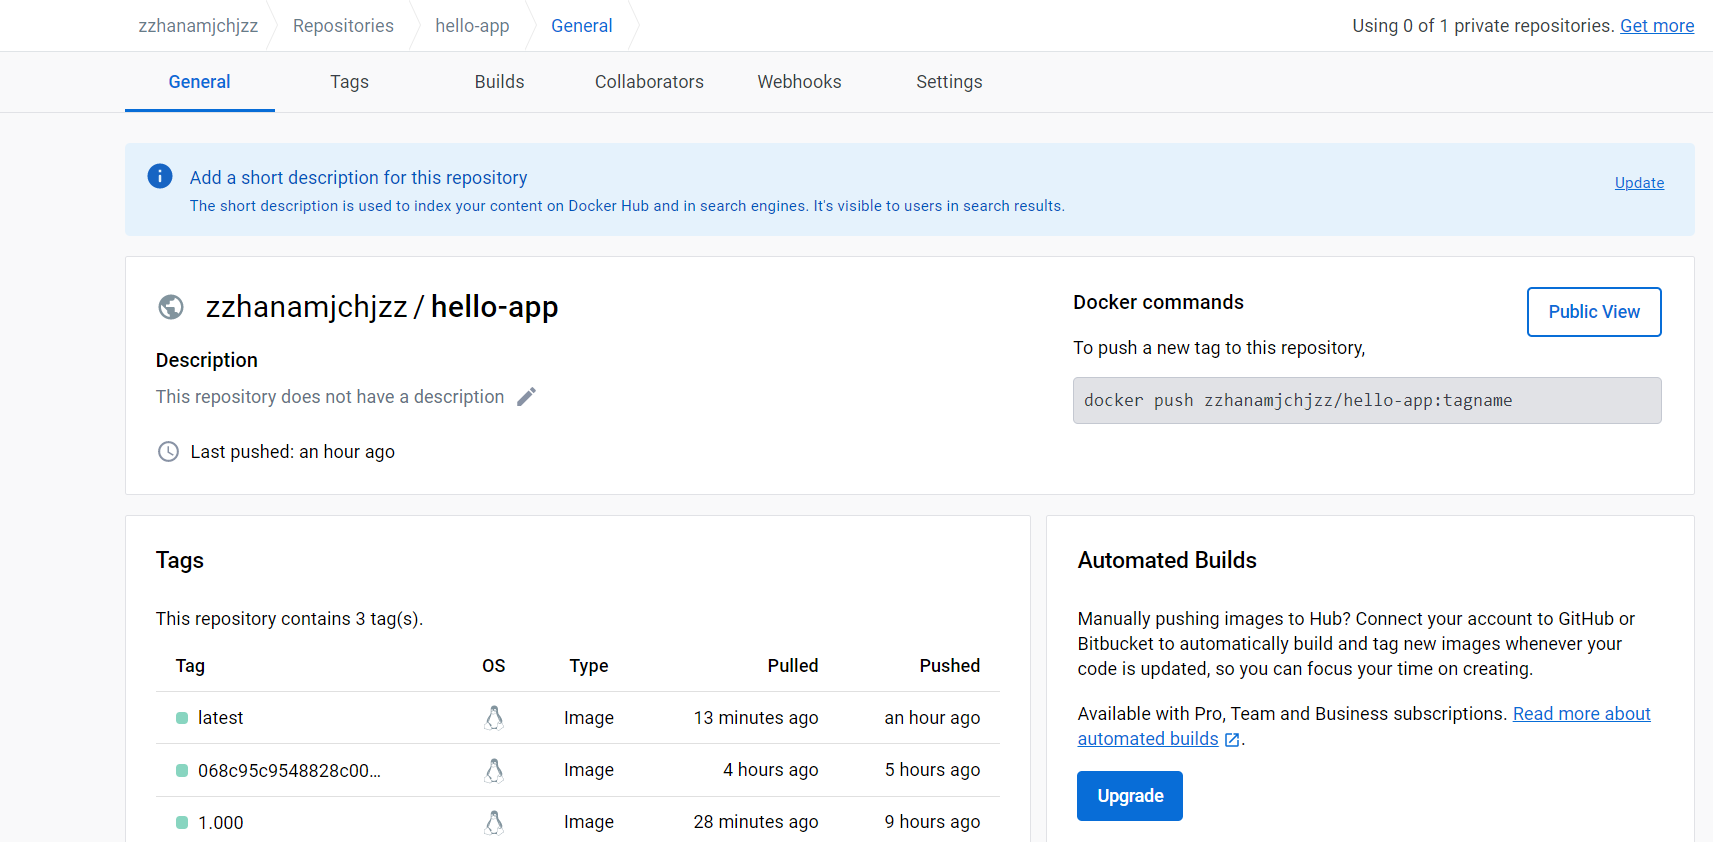 zzhanamjchjzz Repositories hello-app General Using 0 of 1 private repositories. Get more
General Tags Builds Collaborators Webhooks Settings
Add a short description for this repository
Update
The short description is used to index your content on Docker Hub and in search engines. It's visible to users in search results.
zzhanamjchjzz / hello-app
Description
This repository does not have a description
Last pushed: an hour ago
Docker commands
Public View
To push a new tag to this repository,
docker push zzhanamjchjzz/hello-app:tagname
Tags
This repository contains 3 tag(s).
Tag OS Type Pulled Pushed
latest Image 13 minutes ago an hour ago
068c95c9548828c00... Image 4 hours ago 5 hours ago
1.000 Image 28 minutes ago 9 hours ago
Automated Builds
Manually pushing images to Hub? Connect your account to GitHub or
Bitbucket to automatically build and tag new images whenever your
code is updated, so you can focus your time on creating.
Available with Pro, Team and Business subscriptions. Read more about
automated builds.
Upgrade